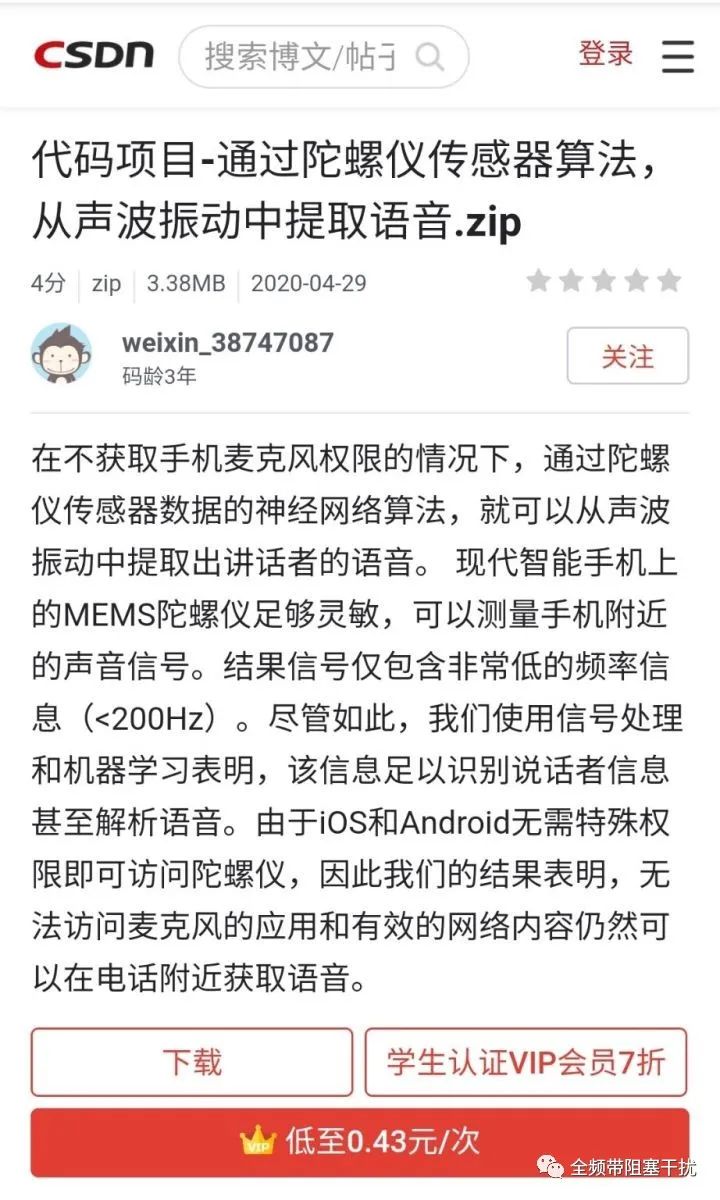 CSDN 搜索博文/帖子 登录
代码项目-通过陀螺仪传感器算法，
从声波振动中提取语音.zip
4分 zip 3.38MB 2020-04-29
weixin_38747087 关注
码龄3年
在不获取手机麦克风权限的情况下，通过陀螺
仪传感器数据的神经网络算法，就可以从声波
振动中提取出讲话者的语音。 现代智能手机上
的MEMS陀螺仪足够灵敏，可以测量手机附近
的声音信号。结果信号仅包含非常低的频率信
息（<200Hz）。尽管如此，我们使用信号处理
和机器学习表明，该信息足以识别说话者信息
甚至解析语音。由于iOS和Android无需特殊权
限即可访问陀螺仪，因此我们的结果表明，无
法访问麦克风的应用和有效的网络内容仍然可
以在电话附近获取语音。
下载 学生认证VIP会员7折
VIP 低至0.43元/次
全频带阻塞干扰